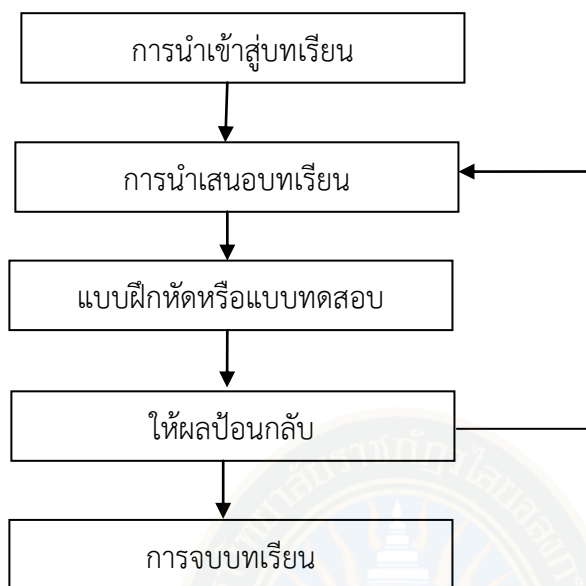 การนำเข้าสู่บทเรียน
การนำเสนอบทเรียน
แบบฝึกหัดหรือแบบทดสอบ
ให้ผลป้อนกลับ
การจบบทเรียน